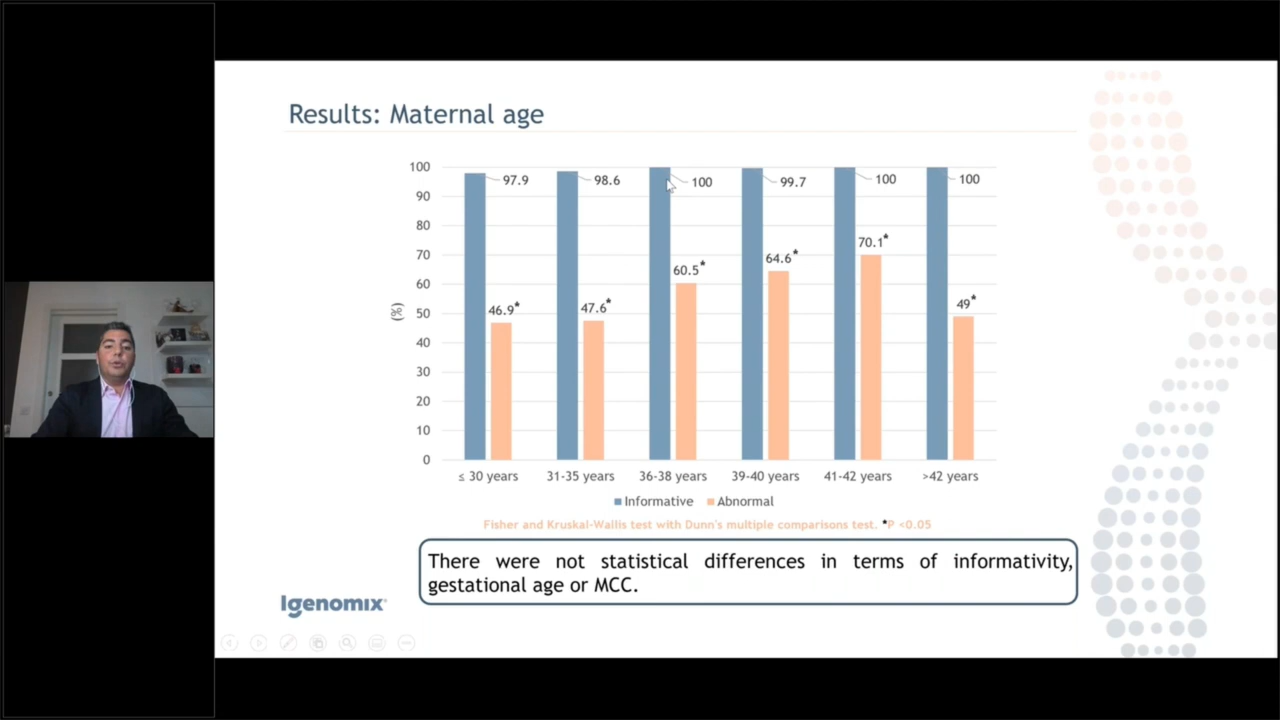 Results: Maternal age
100
90
80
70
60
50
40
30
20
10
0
(%)
97.9
46.9*
98.6
47.6*
100
60.5*
99.7
64.6*
100
70.1*
100
49*
≤ 30 years
31-35 years
36-38 years
39-40 years
41-42 years
>42 years
Informative
Abnormal
Fisher and Kruskal-Wallis test with Dunn's multiple comparisons test. *P <0.05
There were not statistical differences in terms of informativity,
gestational age or MCC.
Igenomix